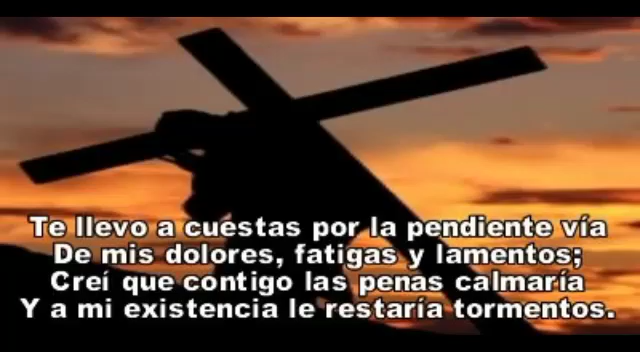 Te llevo a cuestas por la pendiente vía
De mis dolores, fatigas y lamentos;
Creí que contigo las penas calmaría
Y a mi existencia le restaría tormentos.